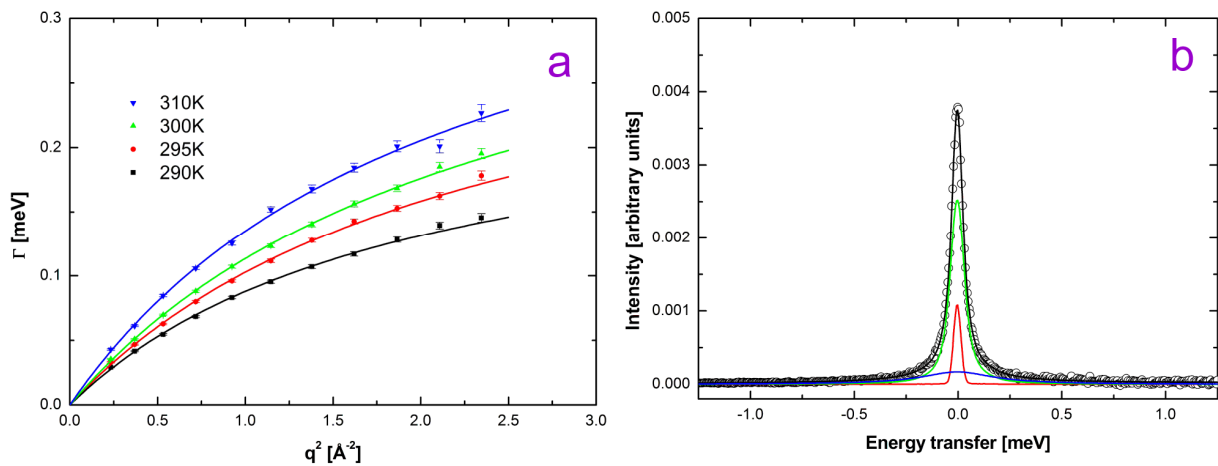 a
310K
300K
295K
290K
Γ [meV]
0.3
0.2
0.1
0.0
0.0 0.5 1.0 1.5 2.0 2.5 3.0
q² [Å⁻²]
b
Intensity [arbitrary units]
0.005
0.004
0.003
0.002
0.001
0.000
-1.0 -0.5 0.0 0.5 1.0
Energy transfer [meV]